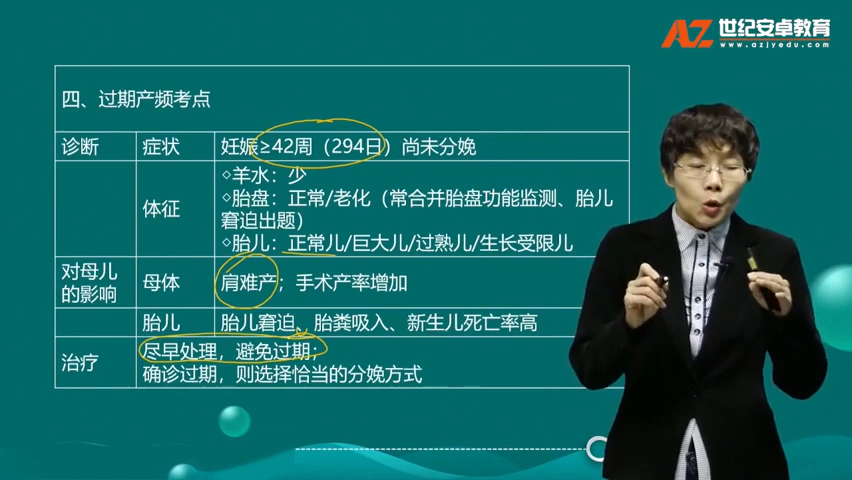 AZ 世纪安卓教育
www.azjyedu.com
四、过期产频考点
诊断 症状 妊娠≥42周（294日）尚未分娩
体征 ◇羊水：少
◇胎盘：正常/老化（常合并胎盘功能监测、胎儿
窘迫出题）
◇胎儿：正常儿/巨大儿/过熟儿/生长受限儿
对母儿
的影响 母体 肩难产；手术产率增加
胎儿 胎儿窘迫、胎粪吸入、新生儿死亡率高
治疗 尽早处理，避免过期；
确诊过期，则选择恰当的分娩方式